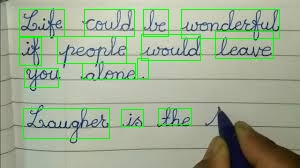 Life could be wonderful
if people would leave
you alone.
Laugher is the